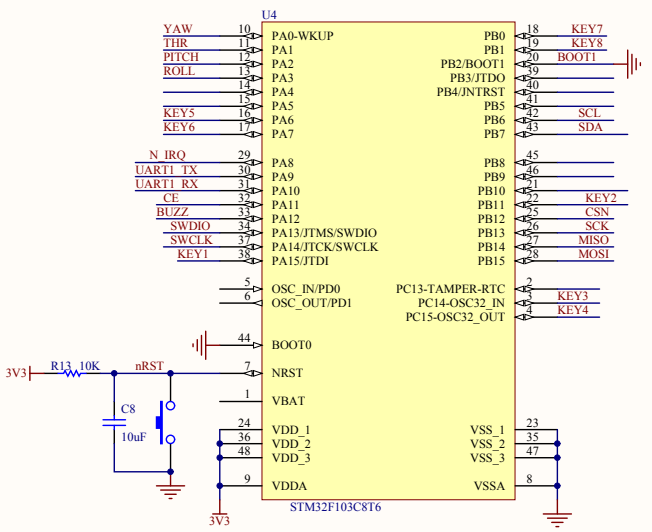 U4
YAW 10 PA0-WKUP PB0 18 KEY7
THR 11 PA1 PB1 19 KEY8
PITCH 12 PA2 PB2/BOOT1 20 BOOT1
ROLL 13 PA3 PB3/JTDO 39
14 PA4 PB4/JNTRST 40
15 PA5 PB5 41
KEY5 16 PA6 PB6 42 SCL
KEY6 17 PA7 PB7 43 SDA
N_IRQ 29 PA8 PB8 45
UART1_TX 30 PA9 PB9 46
UART1_RX 31 PA10 PB10 21
CE 32 PA11 PB11 22 KEY2
BUZZ 33 PA12 PB12 25 CSN
SWDIO 34 PA13/JTMS/SWDIO PB13 26 SCK
SWCLK 37 PA14/JTCK/SWCLK PB14 27 MISO
KEY1 38 PA15/JTDI PB15 28 MOSI
5 OSC_IN/PD0 PC13-TAMPER-RTC 2
6 OSC_OUT/PD1 PC14-OSC32_IN 3 KEY3
PC15-OSC32_OUT 4 KEY4
44 BOOT0
3V3 R13 10K nRST 7 NRST
1 VBAT
C8
10uF
24 VDD_1 VSS_1 23
36 VDD_2 VSS_2 35
48 VDD_3 VSS_3 47
9 VDDA VSSA 8
3V3
STM32F103C8T6